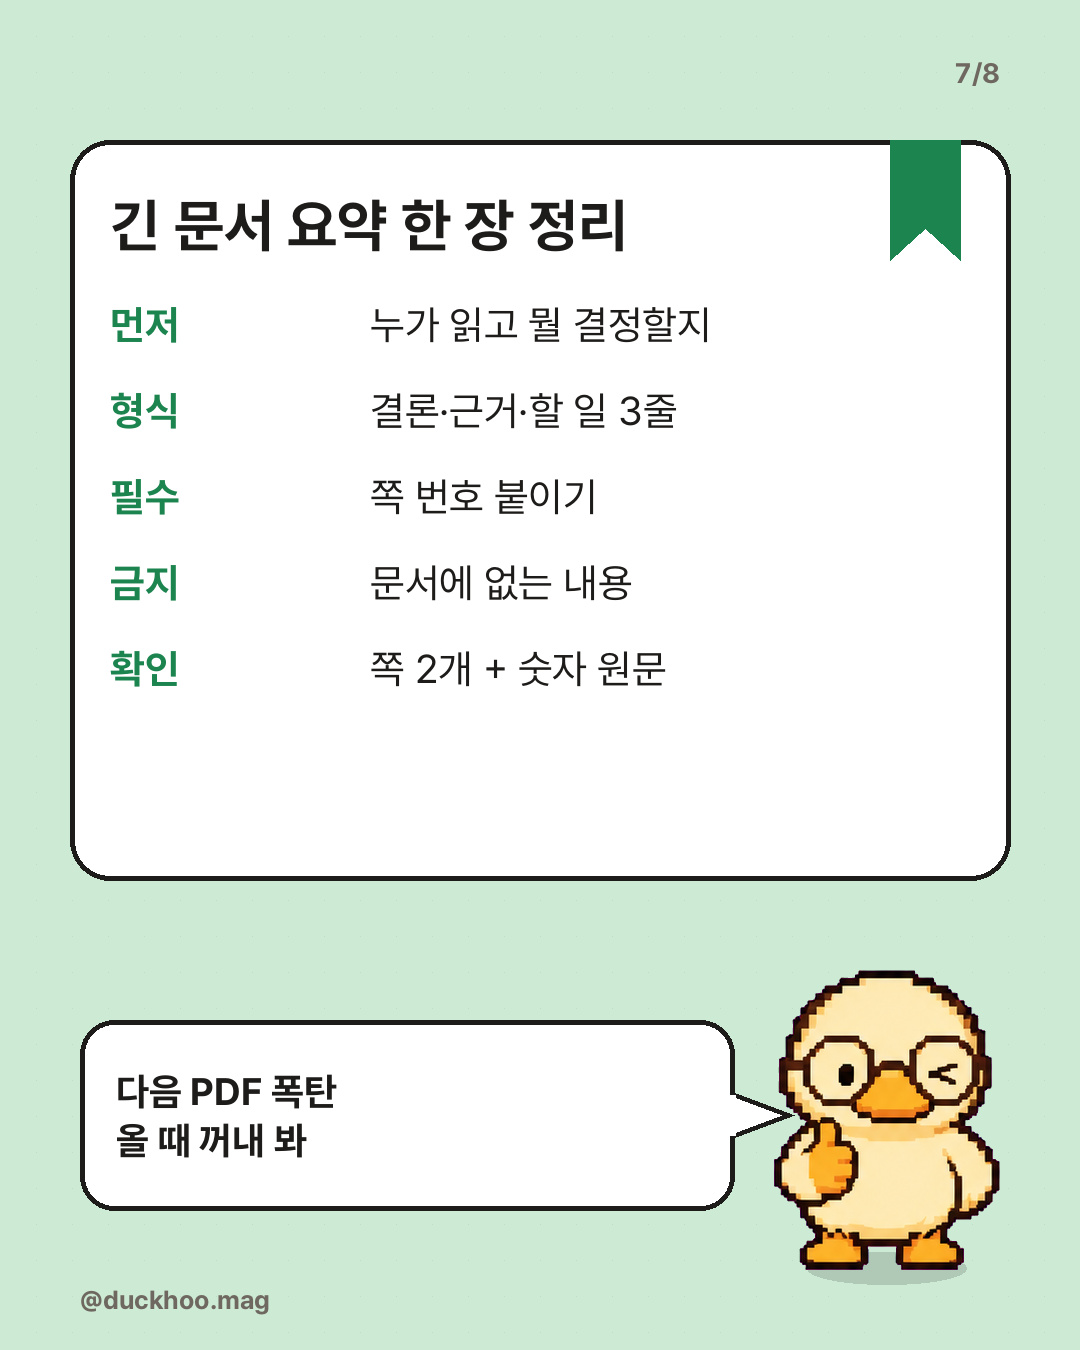 7/8
긴 문서 요약 한 장 정리
먼저 누가 읽고 뭘 결정할지
형식 결론·근거·할 일 3줄
필수 쪽 번호 붙이기
금지 문서에 없는 내용
확인 쪽 2개 + 숫자 원문
다음 PDF 폭탄
올 때 꺼내 봐
@duckhoo.mag